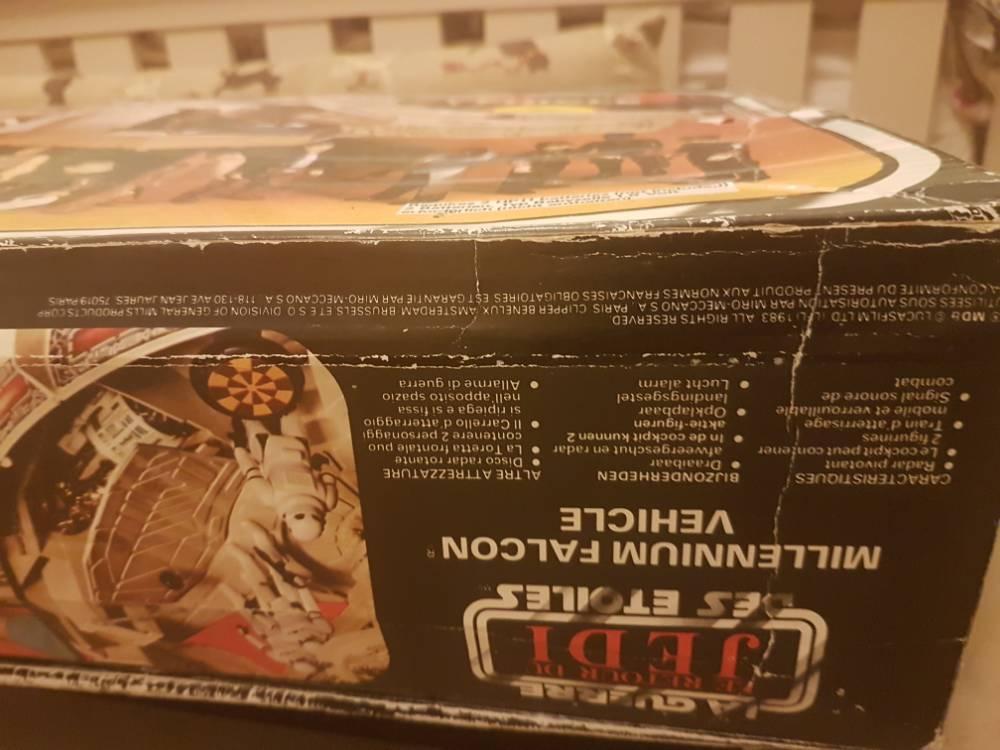 LA GUERRE
LE RETOUR DU
JEDI
DES ETOILES
MILLENNIUM FALCON
VEHICLE
CARACTERISTIQUES
• Radar pivotant
• Le cockpit peut contenir
2 figurines
• Train d'atterrisage
mobile et verrouillable
• Signal sonore de
combat
BIJZONDERHEDEN
• Draaibar
afweergeschut en radar
• In de cockpit kunnen 2
aktie-figuren
• Opklapbaar
landingsgestel
• Lucht alarm
ALTRE ATTREZZATURE
• Disco radar rotante
• La Toretta frontale puo
contenere 2 personaggi
• Il Carrello d'atterraggio
si ripiega a si fissa
nell'apposito spazio
• Allarme di guerra
® MD& © LUCASFILM LTD. (LFL) 1983 ALL RIGHTS RESERVED
UTILISEES SOUS AUTORISATION PAR MIRO-MECCANO S A, PARIS. CLIPPER BENELUX AMSTERDAM BRUSSELS ET E S O DIVISION OF GENERAL MILLS PRODUCTS CORP
CONFORMITE DU PRESENT PRODUIT AUX NORMES FRANCAISES OBLIGATOIRES EST GARANTIE PAR MIRO-MECCANO S A. 118-130 AVE JEAN JAURES 75019 PARIS